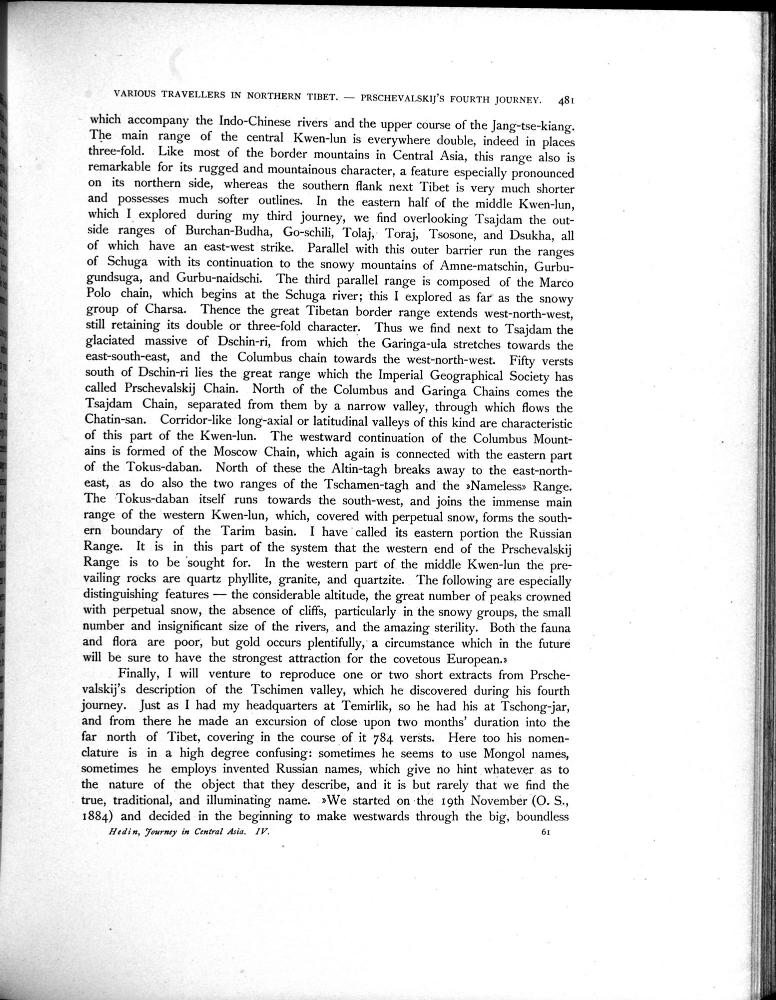 VARIOUS TRAVELLERS IN NORTHERN TIBET. — PRSCHEVALSKIJ'S FOURTH JOURNEY. 481
which accompany the Indo-Chinese rivers and the upper course of the Jang-tse-kiang.
The main range of the central Kwen-lun is everywhere double, indeed in places
three-fold. Like most of the border mountains in Central Asia, this range also is
remarkable for its rugged and mountainous character, a feature especially pronounced
on its northern side, whereas the southern flank next Tibet is very much shorter
and possesses much softer outlines. In the eastern half of the middle Kwen-lun,
which I explored during my third journey, we find overlooking Tsajdam the out-
side ranges of Burchan-Budha, Go-schili, Tolaj, Toraj, Tsosone, and Dsukha, all
of which have an east-west strike. Parallel with this outer barrier run the ranges
of Schuga with its continuation to the snowy mountains of Amne-matschin, Gurbu-
gundsuga, and Gurbu-naidschi. The third parallel range is composed of the Marco
Polo chain, which begins at the Schuga river; this I explored as far as the snowy
group of Charsa. Thence the great Tibetan border range extends west-north-west,
still retaining its double or three-fold character. Thus we find next to Tsajdam the
glaciated massive of Dschin-ri, from which the Garinga-ula stretches towards the
east-south-east, and the Columbus chain towards the west-north-west. Fifty versts
south of Dschin-ri lies the great range which the Imperial Geographical Society has
called Prschevalskij Chain. North of the Columbus and Garinga Chains comes the
Tsajdam Chain, separated from them by a narrow valley, through which flows the
Chatin-san. Corridor-like long-axial or latitudinal valleys of this kind are characteristic
of this part of the Kwen-lun. The westward continuation of the Columbus Mount-
ains is formed of the Moscow Chain, which again is connected with the eastern part
of the Tokus-daban. North of these the Altin-tagh breaks away to the east-north-
east, as do also the two ranges of the Tschamen-tagh and the »Nameless» Range.
The Tokus-daban itself runs towards the south-west, and joins the immense main
range of the western Kwen-lun, which, covered with perpetual snow, forms the south-
ern boundary of the Tarim basin. I have called its eastern portion the Russian
Range. It is in this part of the system that the western end of the Prschevalskij
Range is to be sought for. In the western part of the middle Kwen-lun the pre-
vailing rocks are quartz phyllite, granite, and quartzite. The following are especially
distinguishing features — the considerable altitude, the great number of peaks crowned
with perpetual snow, the absence of cliffs, particularly in the snowy groups, the small
number and insignificant size of the rivers, and the amazing sterility. Both the fauna
and flora are poor, but gold occurs plentifully, a circumstance which in the future
will be sure to have the strongest attraction for the covetous European.»
Finally, I will venture to reproduce one or two short extracts from Prsche-
valskij's description of the Tschimen valley, which he discovered during his fourth
journey. Just as I had my headquarters at Temirlik, so he had his at Tschong-jar,
and from there he made an excursion of close upon two months' duration into the
far north of Tibet, covering in the course of it 784 versts. Here too his nomen-
clature is in a high degree confusing: sometimes he seems to use Mongol names,
sometimes he employs invented Russian names, which give no hint whatever as to
the nature of the object that they describe, and it is but rarely that we find the
true, traditional, and illuminating name. »We started on the 19th November (O. S.,
1884) and decided in the beginning to make westwards through the big, boundless
Hedin, Journey in Central Asia. IV. 61